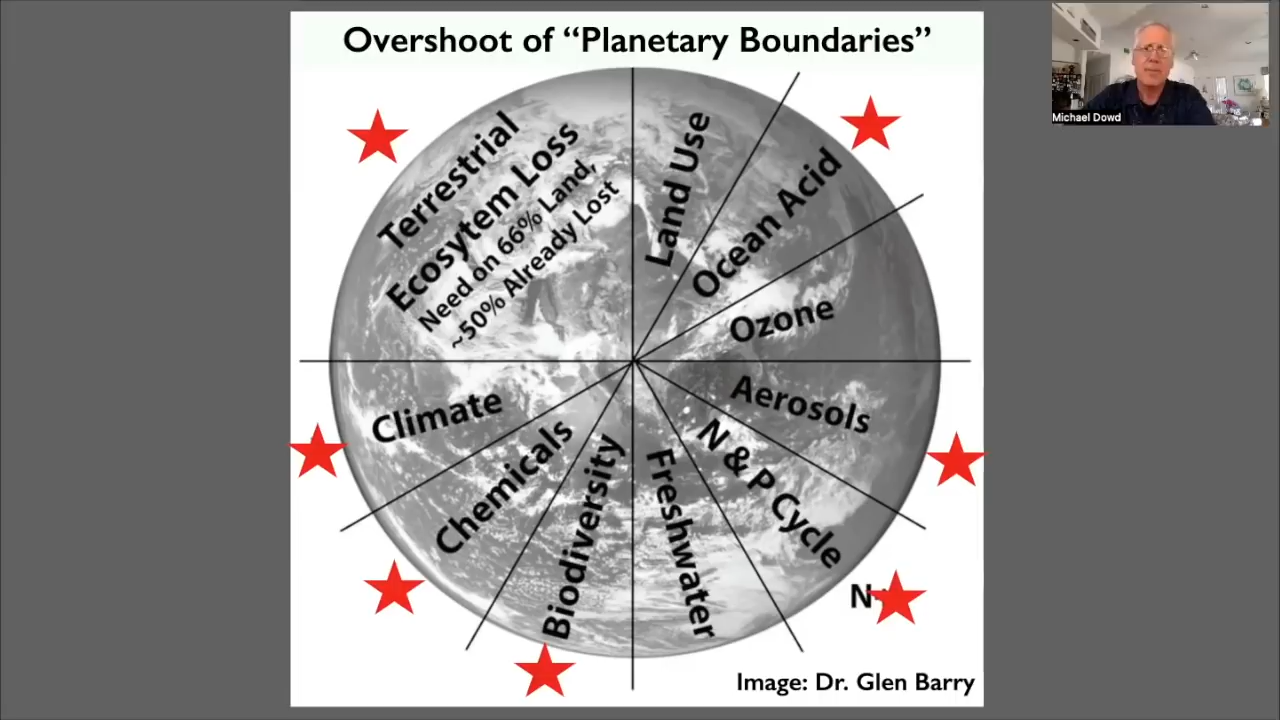 Overshoot of “Planetary Boundaries”
Michael Dowd
Terrestrial
Ecosytem Loss
Need on 66% Land,
~50% Already Lost
Land Use
Ocean Acid
Ozone
Aerosols
N & P Cycle
Freshwater
Biodiversity
Chemicals
Climate
N
Image: Dr. Glen Barry